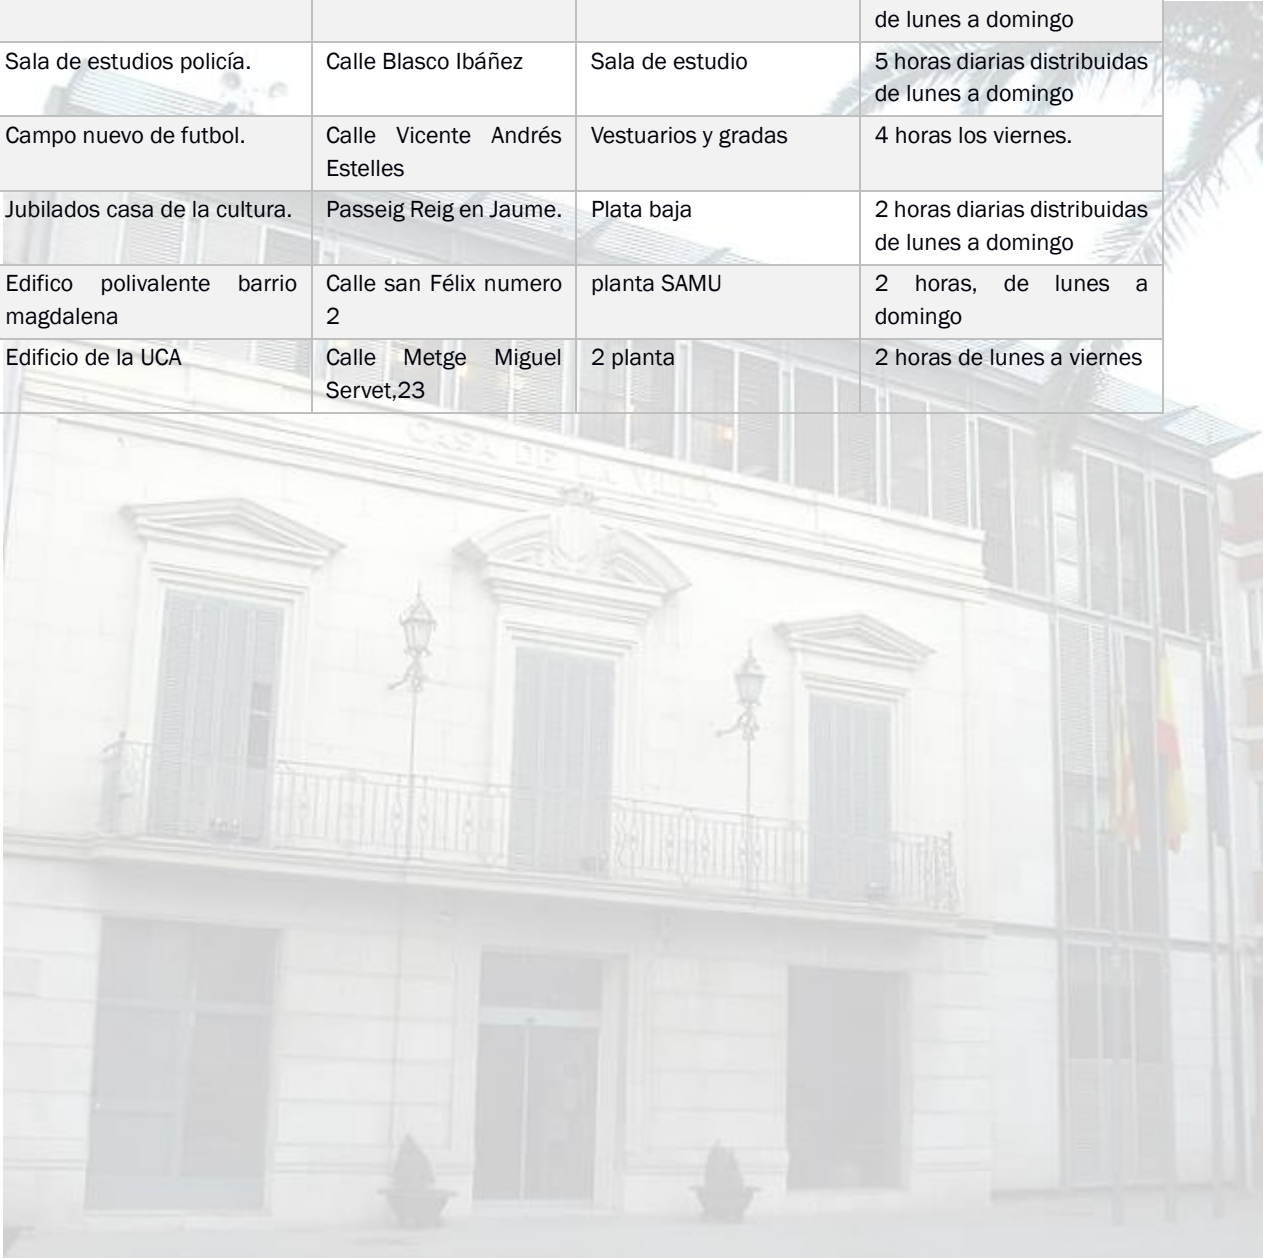 de lunes a domingo
Sala de estudios policía. Calle Blasco Ibáñez Sala de estudio 5 horas diarias distribuidas
de lunes a domingo
Campo nuevo de futbol. Calle Vicente Andrés Vestuarios y gradas 4 horas los viernes.
Estelles
Jubilados casa de la cultura. Passeig Reig en Jaume. Plata baja 2 horas diarias distribuidas
de lunes a domingo
Edifico polivalente barrio Calle san Félix numero planta SAMU 2 horas, de lunes a
magdalena 2 domingo
Edificio de la UCA Calle Metge Miguel 2 planta 2 horas de lunes a viernes
Servet,23
CASA DE LA VILA